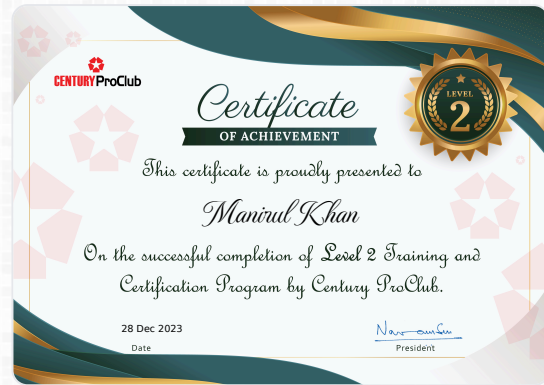 CENTURY ProClub
Certificate
OF ACHIEVEMENT
LEVEL
2
This certificate is proudly presented to
Manirul Khan
On the successful completion of Level 2 Training and
Certification Program by Century ProClub.
28 Dec 2023
Date
President